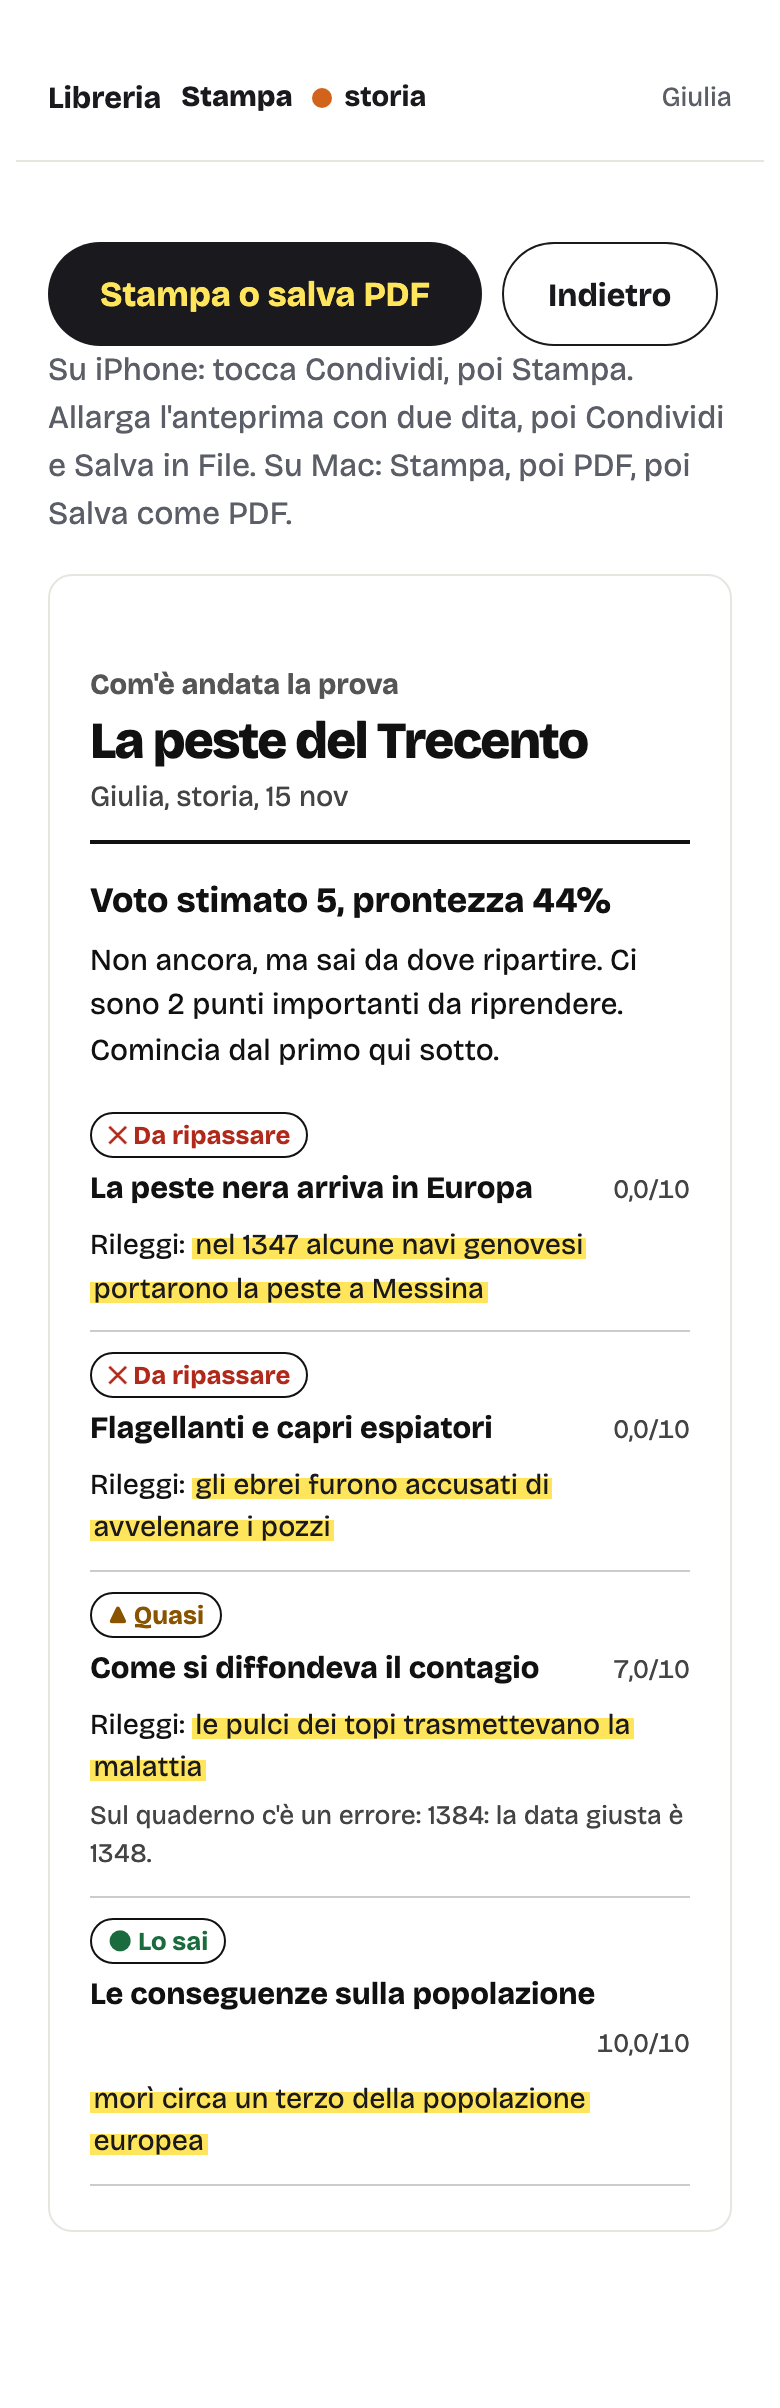 Libreria Stampa storia Giulia
Stampa o salva PDF Indietro
Su iPhone: tocca Condividi, poi Stampa.
Allarga l'anteprima con due dita, poi Condividi
e Salva in File. Su Mac: Stampa, poi PDF, poi
Salva come PDF.
Com'è andata la prova
La peste del Trecento
Giulia, storia, 15 nov
Voto stimato 5, prontezza 44%
Non ancora, ma sai da dove ripartire. Ci
sono 2 punti importanti da riprendere.
Comincia dal primo qui sotto.
Da ripassare
La peste nera arriva in Europa 0,0/10
Rileggi: nel 1347 alcune navi genovesi
portarono la peste a Messina
Da ripassare
Flagellanti e capri espiatori 0,0/10
Rileggi: gli ebrei furono accusati di
avvelenare i pozzi
Quasi
Come si diffondeva il contagio 7,0/10
Rileggi: le pulci dei topi trasmettevano la
malattia
Sul quaderno c'è un errore: 1384: la data giusta è
1348.
Lo sai
Le conseguenze sulla popolazione
10,0/10
morì circa un terzo della popolazione
europea